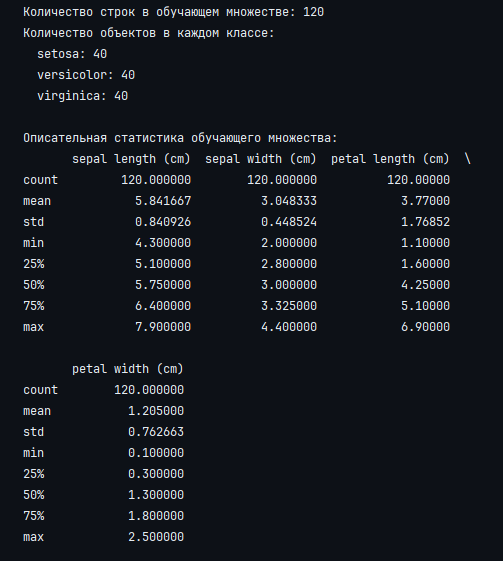 Количество строк в обучающем множестве: 120
Количество объектов в каждом классе:
  setosa: 40
  versicolor: 40
  virginica: 40

Описательная статистика обучающего множества:
       sepal length (cm)  sepal width (cm)  petal length (cm)  \
count         120.000000        120.000000          120.00000
mean            5.841667          3.048333            3.77000
std             0.840926          0.448524            1.76852
min             4.300000          2.000000            1.10000
25%             5.100000          2.800000            1.60000
50%             5.750000          3.000000            4.25000
75%             6.400000          3.325000            5.10000
max             7.900000          4.400000            6.90000

       petal width (cm)
count        120.000000
mean           1.205000
std            0.762663
min            0.100000
25%            0.300000
50%            1.300000
75%            1.800000
max            2.500000